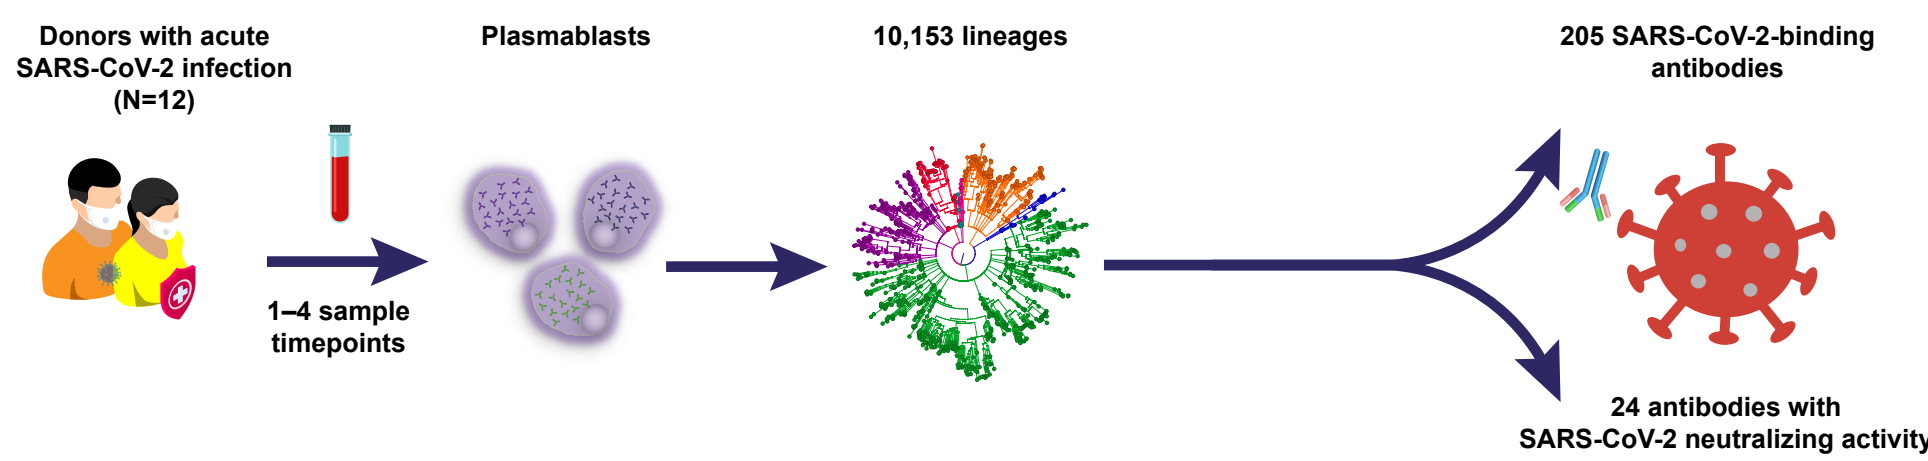 Donors with acute
SARS-CoV-2 infection
(N=12)
1–4 sample
timepoints
Plasmablasts
10,153 lineages
205 SARS-CoV-2-binding
antibodies
24 antibodies with
SARS-CoV-2 neutralizing activity